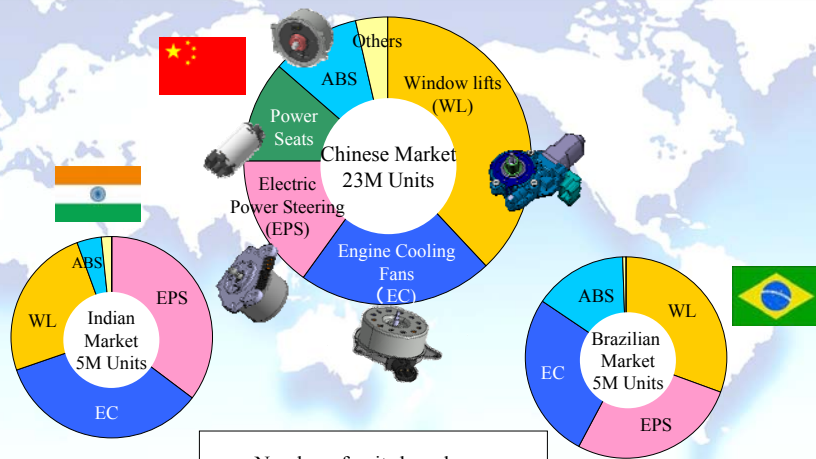 Others
ABS
Window lifts
(WL)
Power
Seats
Chinese Market
23M Units
Electric
Power Steering
(EPS)
Engine Cooling
Fans
(EC)
ABS
EPS
WL
Indian
Market
5M Units
EC
ABS
WL
Brazilian
Market
5M Units
EC
EPS